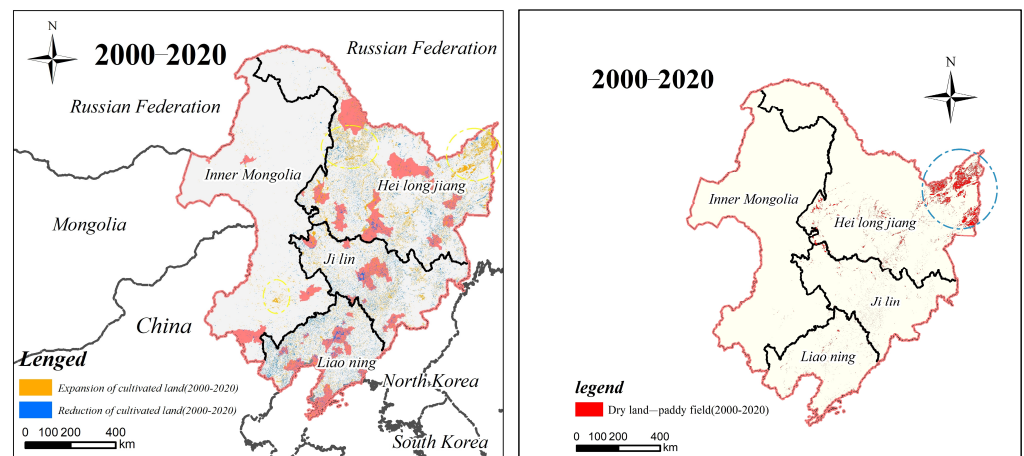 N
2000–2020
Russian Federation
Russian Federation
Inner Mongolia
Hei long jiang
Mongolia
Ji lin
China
Liao ning
Lenged
North Korea
Expansion of cultivated land(2000-2020)
Reduction of cultivated land(2000-2020)
0 100 200 400
km
South Korea
N
2000–2020
Inner Mongolia
Hei long jiang
Ji lin
Liao ning
legend
Dry land—paddy field(2000-2020)
0 100 200 400
km